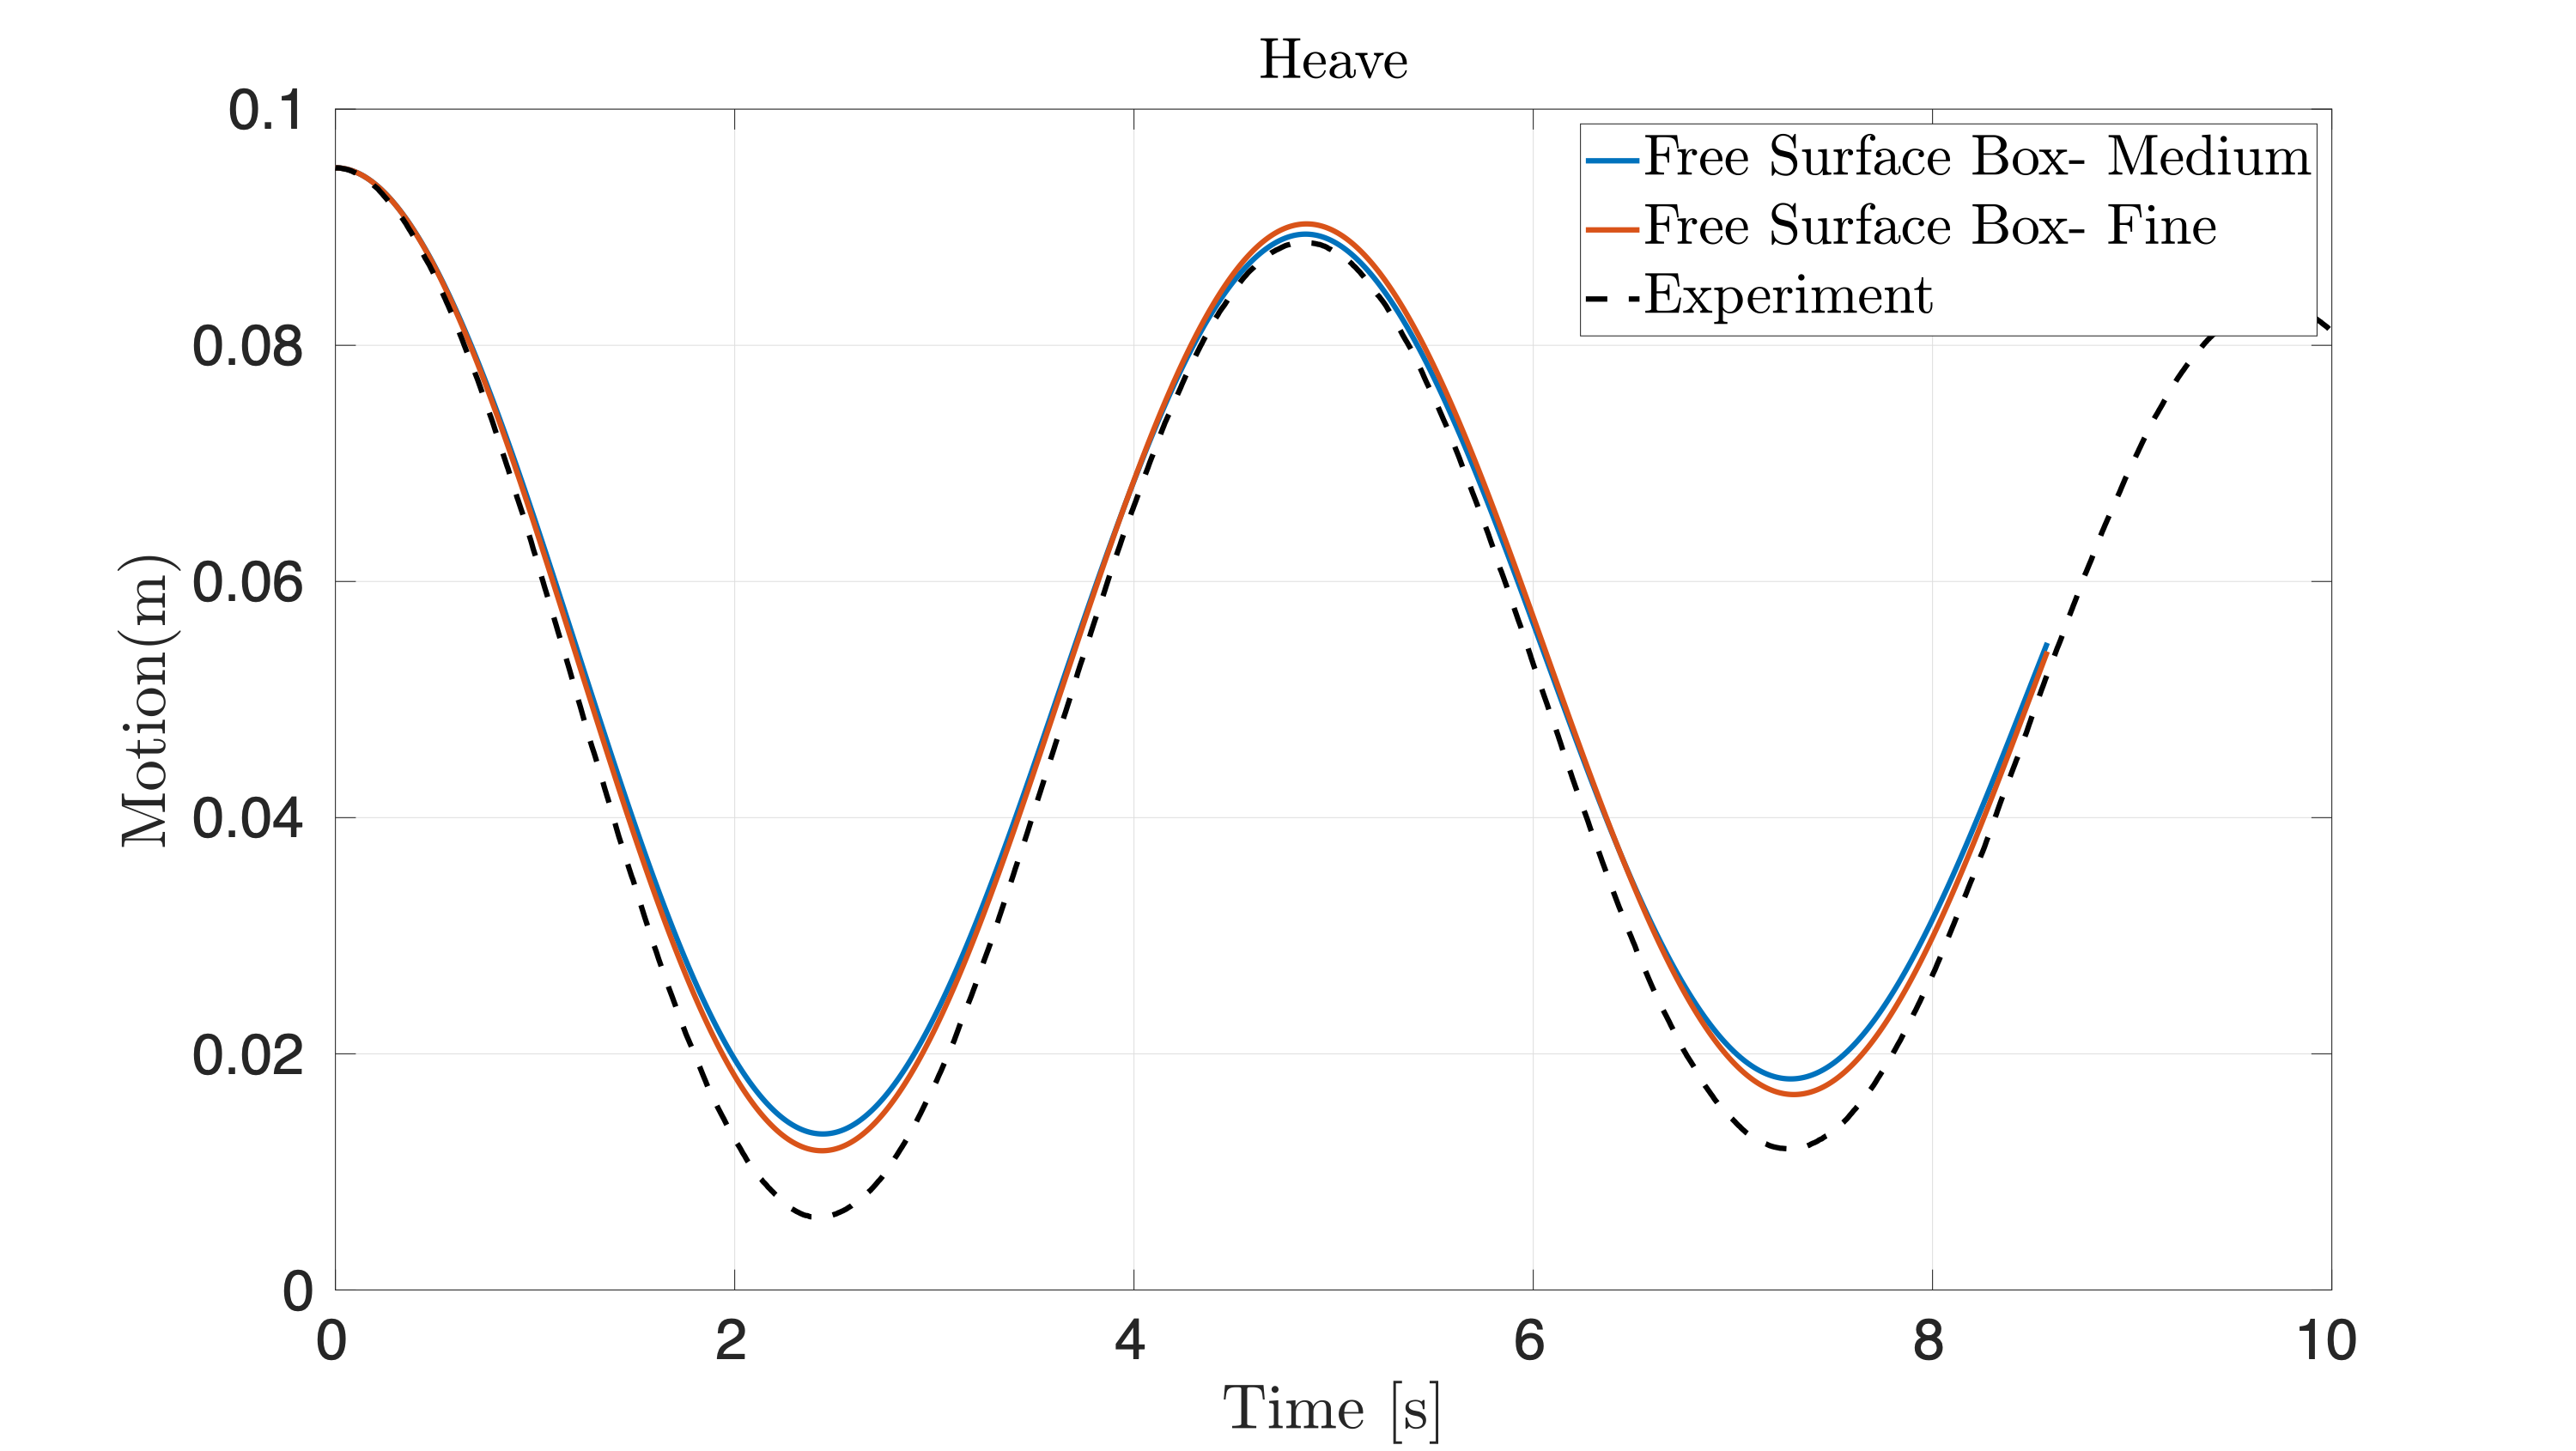 Heave
0.1
0.08
0.06
0.04
0.02
0
Motion(m)
Free Surface Box- Medium
Free Surface Box- Fine
Experiment
0 2 4 6 8 10
Time [s]